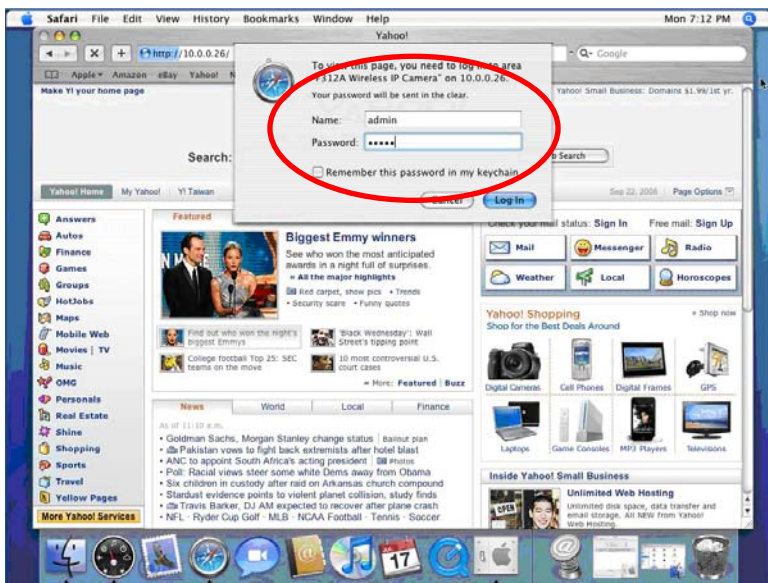 Safari File Edit View History Bookmarks Window Help Mon 7:12 PM
Yahoo!
http://10.0.0.26/
Q- Google
Apple Amazon eBay Yahoo! N
To view this page, you need to log in to area
"T312A Wireless IP Camera" on 10.0.0.26.
Your password will be sent in the clear.
Name: admin
Password: •••••
Remember this password in my keychain
Cancel Log In
Make Y! your home page
Yahoo! Small Business: Domains $1.99/1st yr.
Search:
Search
Yahoo! Home My Yahoo! Y! Taiwan Sep 22, 2008 Page Options
Answers
Autos
Finance
Games
Groups
HotJobs
Maps
Mobile Web
Movies | TV
Music
OMG
Personals
Real Estate
Shine
Shopping
Sports
Travel
Yellow Pages
More Yahoo! Services
Featured
Biggest Emmy winners
See who won the most anticipated
awards in a night full of surprises.
» All the major highlights
Red carpet, show pics • Trends
• Security scare • Funny quotes
Find out who won the night's
biggest Emmys
'Black Wednesday': Wall
Street's tipping point
College football Top 25: SEC
teams on the move
10 most controversial U.S.
court cases
» More: Featured | Buzz
News World Local Finance
As of 11:10 a.m.
• Goldman Sachs, Morgan Stanley change status | Bailout plan
• Pakistan vows to fight back extremists after hotel blast
• ANC to appoint South Africa's acting president | Photos
• Poll: Racial views steer some white Dems away from Obama
• Six children in custody after raid on Arkansas church compound
• Stardust evidence points to violent planet collision, study finds
• Travis Barker, DJ AM expected to recover after plane crash
• NFL · Ryder Cup Golf · MLB · NCAA Football · Tennis · Soccer
Check your mail status: Sign In Free mail: Sign Up
Mail Messenger Radio
Weather Local Horoscopes
Yahoo! Shopping » Shop now
Shop for the Best Deals Around
Digital Cameras Cell Phones Digital Frames GPS
Laptops Game Consoles MP3 Players Televisions
Inside Yahoo! Small Business
OPEN
Unlimited Web Hosting
Unlimited disk space, data transfer and
email storage. All NEW from Yahoo!
Web Hosting.
17